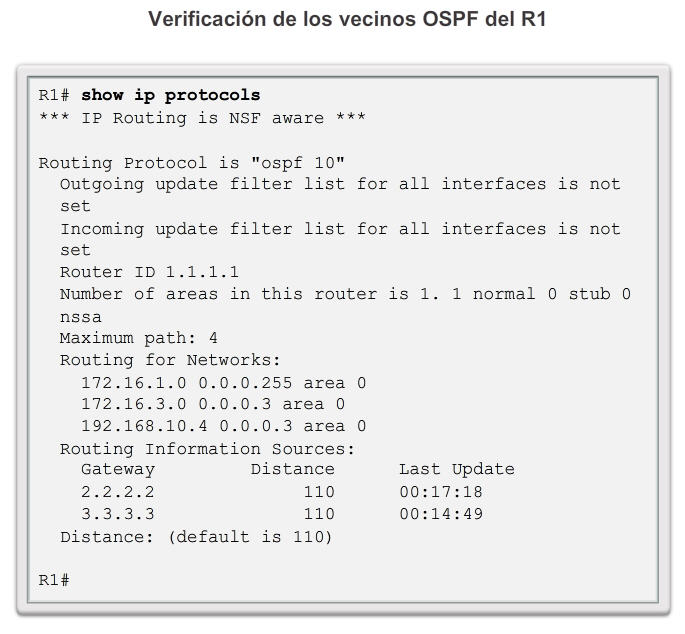 Verificación de los vecinos OSPF del R1
R1# show ip protocols
*** IP Routing is NSF aware ***
Routing Protocol is "ospf 10"
Outgoing update filter list for all interfaces is not
set
Incoming update filter list for all interfaces is not
set
Router ID 1.1.1.1
Number of areas in this router is 1. 1 normal 0 stub 0
nssa
Maximum path: 4
Routing for Networks:
172.16.1.0 0.0.0.255 area 0
172.16.3.0 0.0.0.3 area 0
192.168.10.4 0.0.0.3 area 0
Routing Information Sources:
Gateway Distance Last Update
2.2.2.2 110 00:17:18
3.3.3.3 110 00:14:49
Distance: (default is 110)
R1#